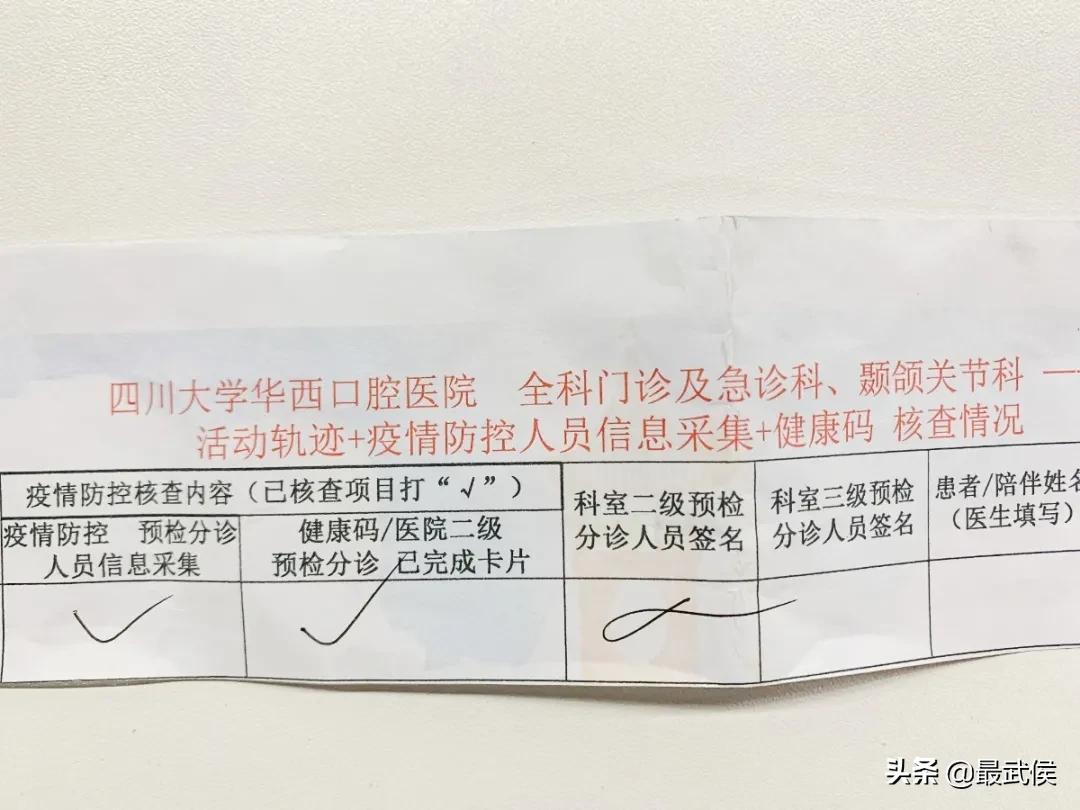 四川大学华西口腔医院 全科门诊及急诊科、颞颌关节科 一
活动轨迹+疫情防控人员信息采集+健康码 核查情况
疫情防控核查内容（已核查项目打“√”）
疫情防控 预检分诊
人员信息采集
健康码/医院二级
预检分诊 已完成卡片
科室二级预检
分诊人员签名
科室三级预检
分诊人员签名
患者/陪伴姓名
（医生填写）
√
√
头条 @最武侯